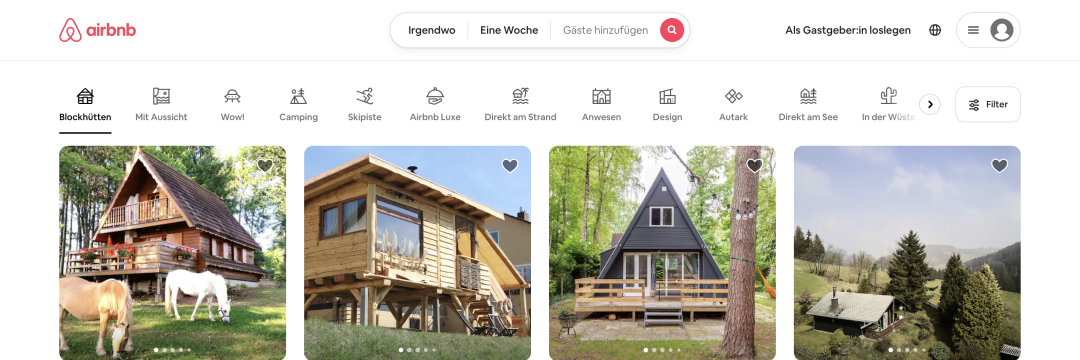 airbnb
Irgendwo
Eine Woche
Gäste hinzufügen
Als Gastgeber:in loslegen
Blockhütten
Mit Aussicht
Wow!
Camping
Skipiste
Airbnb Luxe
Direkt am Strand
Anwesen
Design
Autark
Direkt am See
In der Wüste
Filter